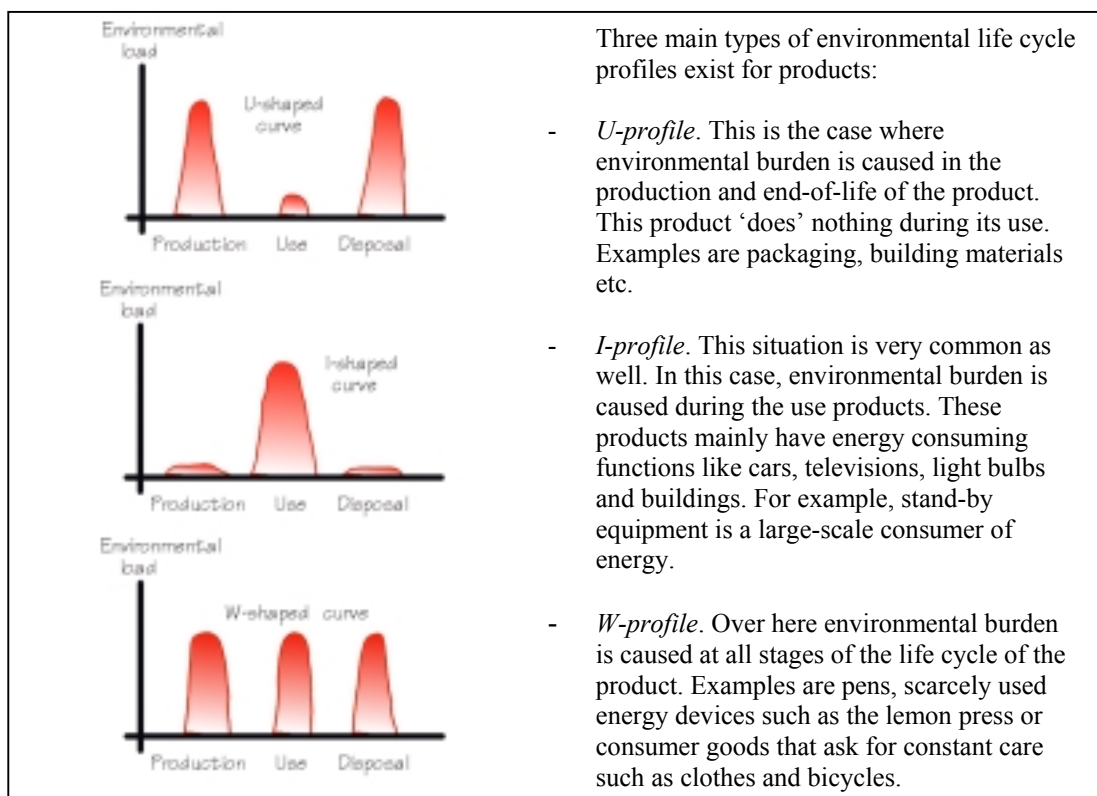 Environmental
load
U-shaped
curve
Production Use Disposal
Environmental
load
I-shaped
curve
Production Use Disposal
Environmental
load
W-shaped curve
Production Use Disposal
Three main types of environmental life cycle
profiles exist for products:
- U-profile. This is the case where
environmental burden is caused in the
production and end-of-life of the product.
This product ‘does’ nothing during its use.
Examples are packaging, building materials
etc.
- I-profile. This situation is very common as
well. In this case, environmental burden is
caused during the use products. These
products mainly have energy consuming
functions like cars, televisions, light bulbs
and buildings. For example, stand-by
equipment is a large-scale consumer of
energy.
- W-profile. Over here environmental burden
is caused at all stages of the life cycle of the
product. Examples are pens, scarcely used
energy devices such as the lemon press or
consumer goods that ask for constant care
such as clothes and bicycles.